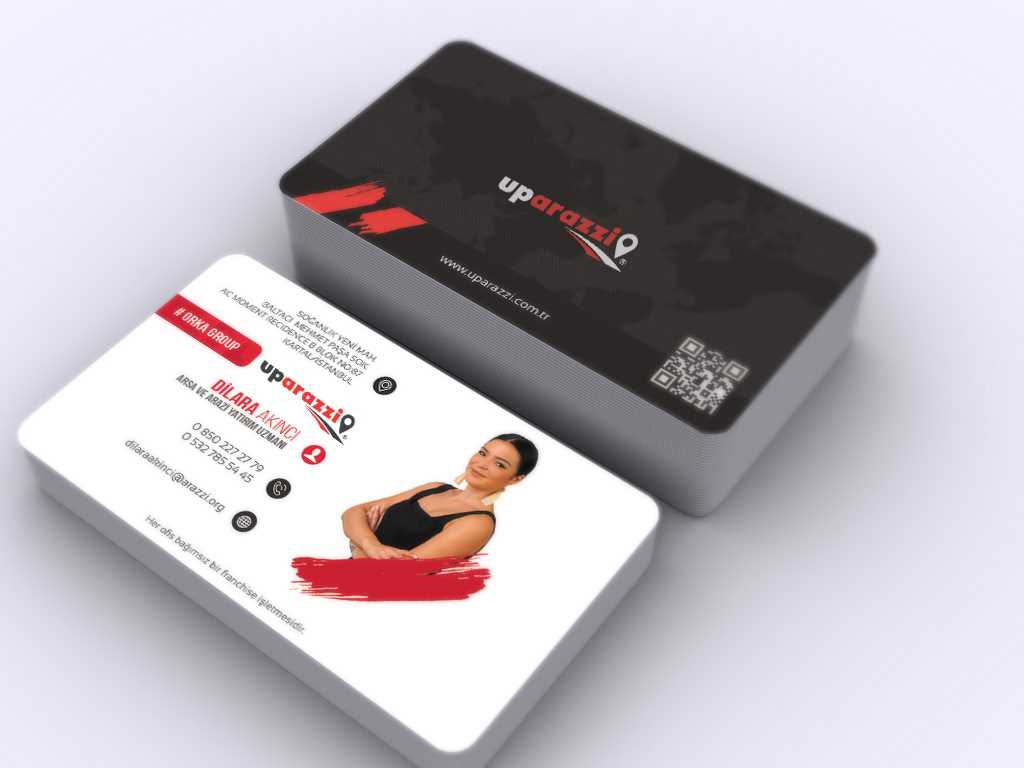 uparazzi
®
www.uparazzi.com.tr
SOĞANLIK YENİ MAH.
BALTACI MEHMET PAŞA SOK.
AC MOMENT RECIDENCE B BLOK NO:87
KARTAL/İSTANBUL
# ORKA GROUP
uparazzi
®
DİLARA AKINCI
ARSA VE ARAZİ YATIRIM UZMANI
0 850 227 27 79
0 532 785 54 45
dilaraakinci@arazzi.org
Her ofis bağımsız bir franchise işletmesidir.